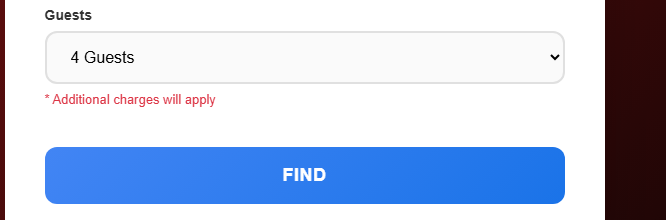 Guests
4 Guests
* Additional charges will apply
FIND